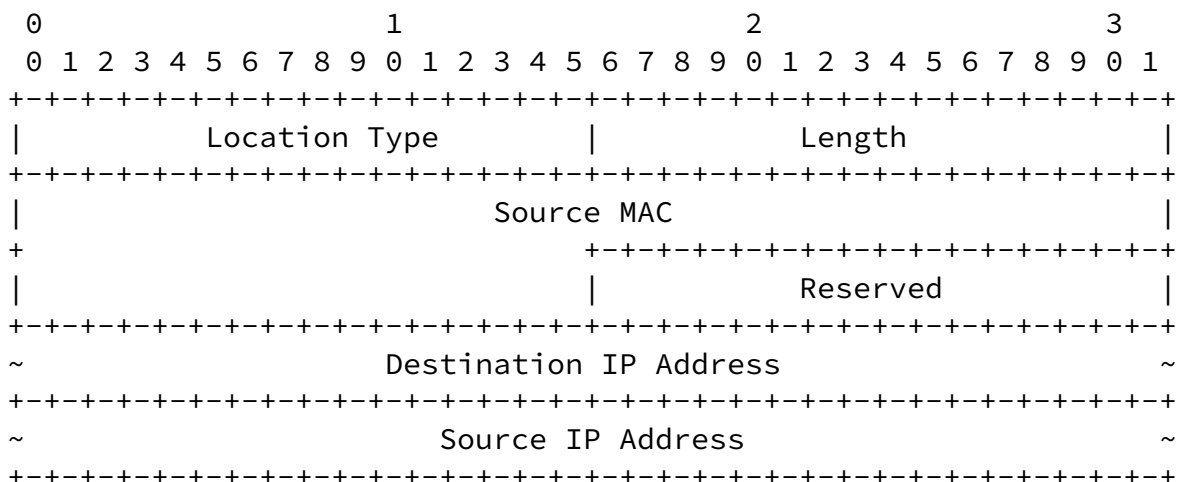 0                   1                   2                   3
 0 1 2 3 4 5 6 7 8 9 0 1 2 3 4 5 6 7 8 9 0 1 2 3 4 5 6 7 8 9 0 1
+-+-+-+-+-+-+-+-+-+-+-+-+-+-+-+-+-+-+-+-+-+-+-+-+-+-+-+-+-+-+-+-+
|          Location Type        |           Length              |
+-+-+-+-+-+-+-+-+-+-+-+-+-+-+-+-+-+-+-+-+-+-+-+-+-+-+-+-+-+-+-+-+
|                          Source MAC                           |
+                               +-+-+-+-+-+-+-+-+-+-+-+-+-+-+-+-+
|                               |           Reserved            |
+-+-+-+-+-+-+-+-+-+-+-+-+-+-+-+-+-+-+-+-+-+-+-+-+-+-+-+-+-+-+-+-+
~                    Destination IP Address                     ~
+-+-+-+-+-+-+-+-+-+-+-+-+-+-+-+-+-+-+-+-+-+-+-+-+-+-+-+-+-+-+-+-+
~                       Source IP Address                       ~
+-+-+-+-+-+-+-+-+-+-+-+-+-+-+-+-+-+-+-+-+-+-+-+-+-+-+-+-+-+-+-+-+